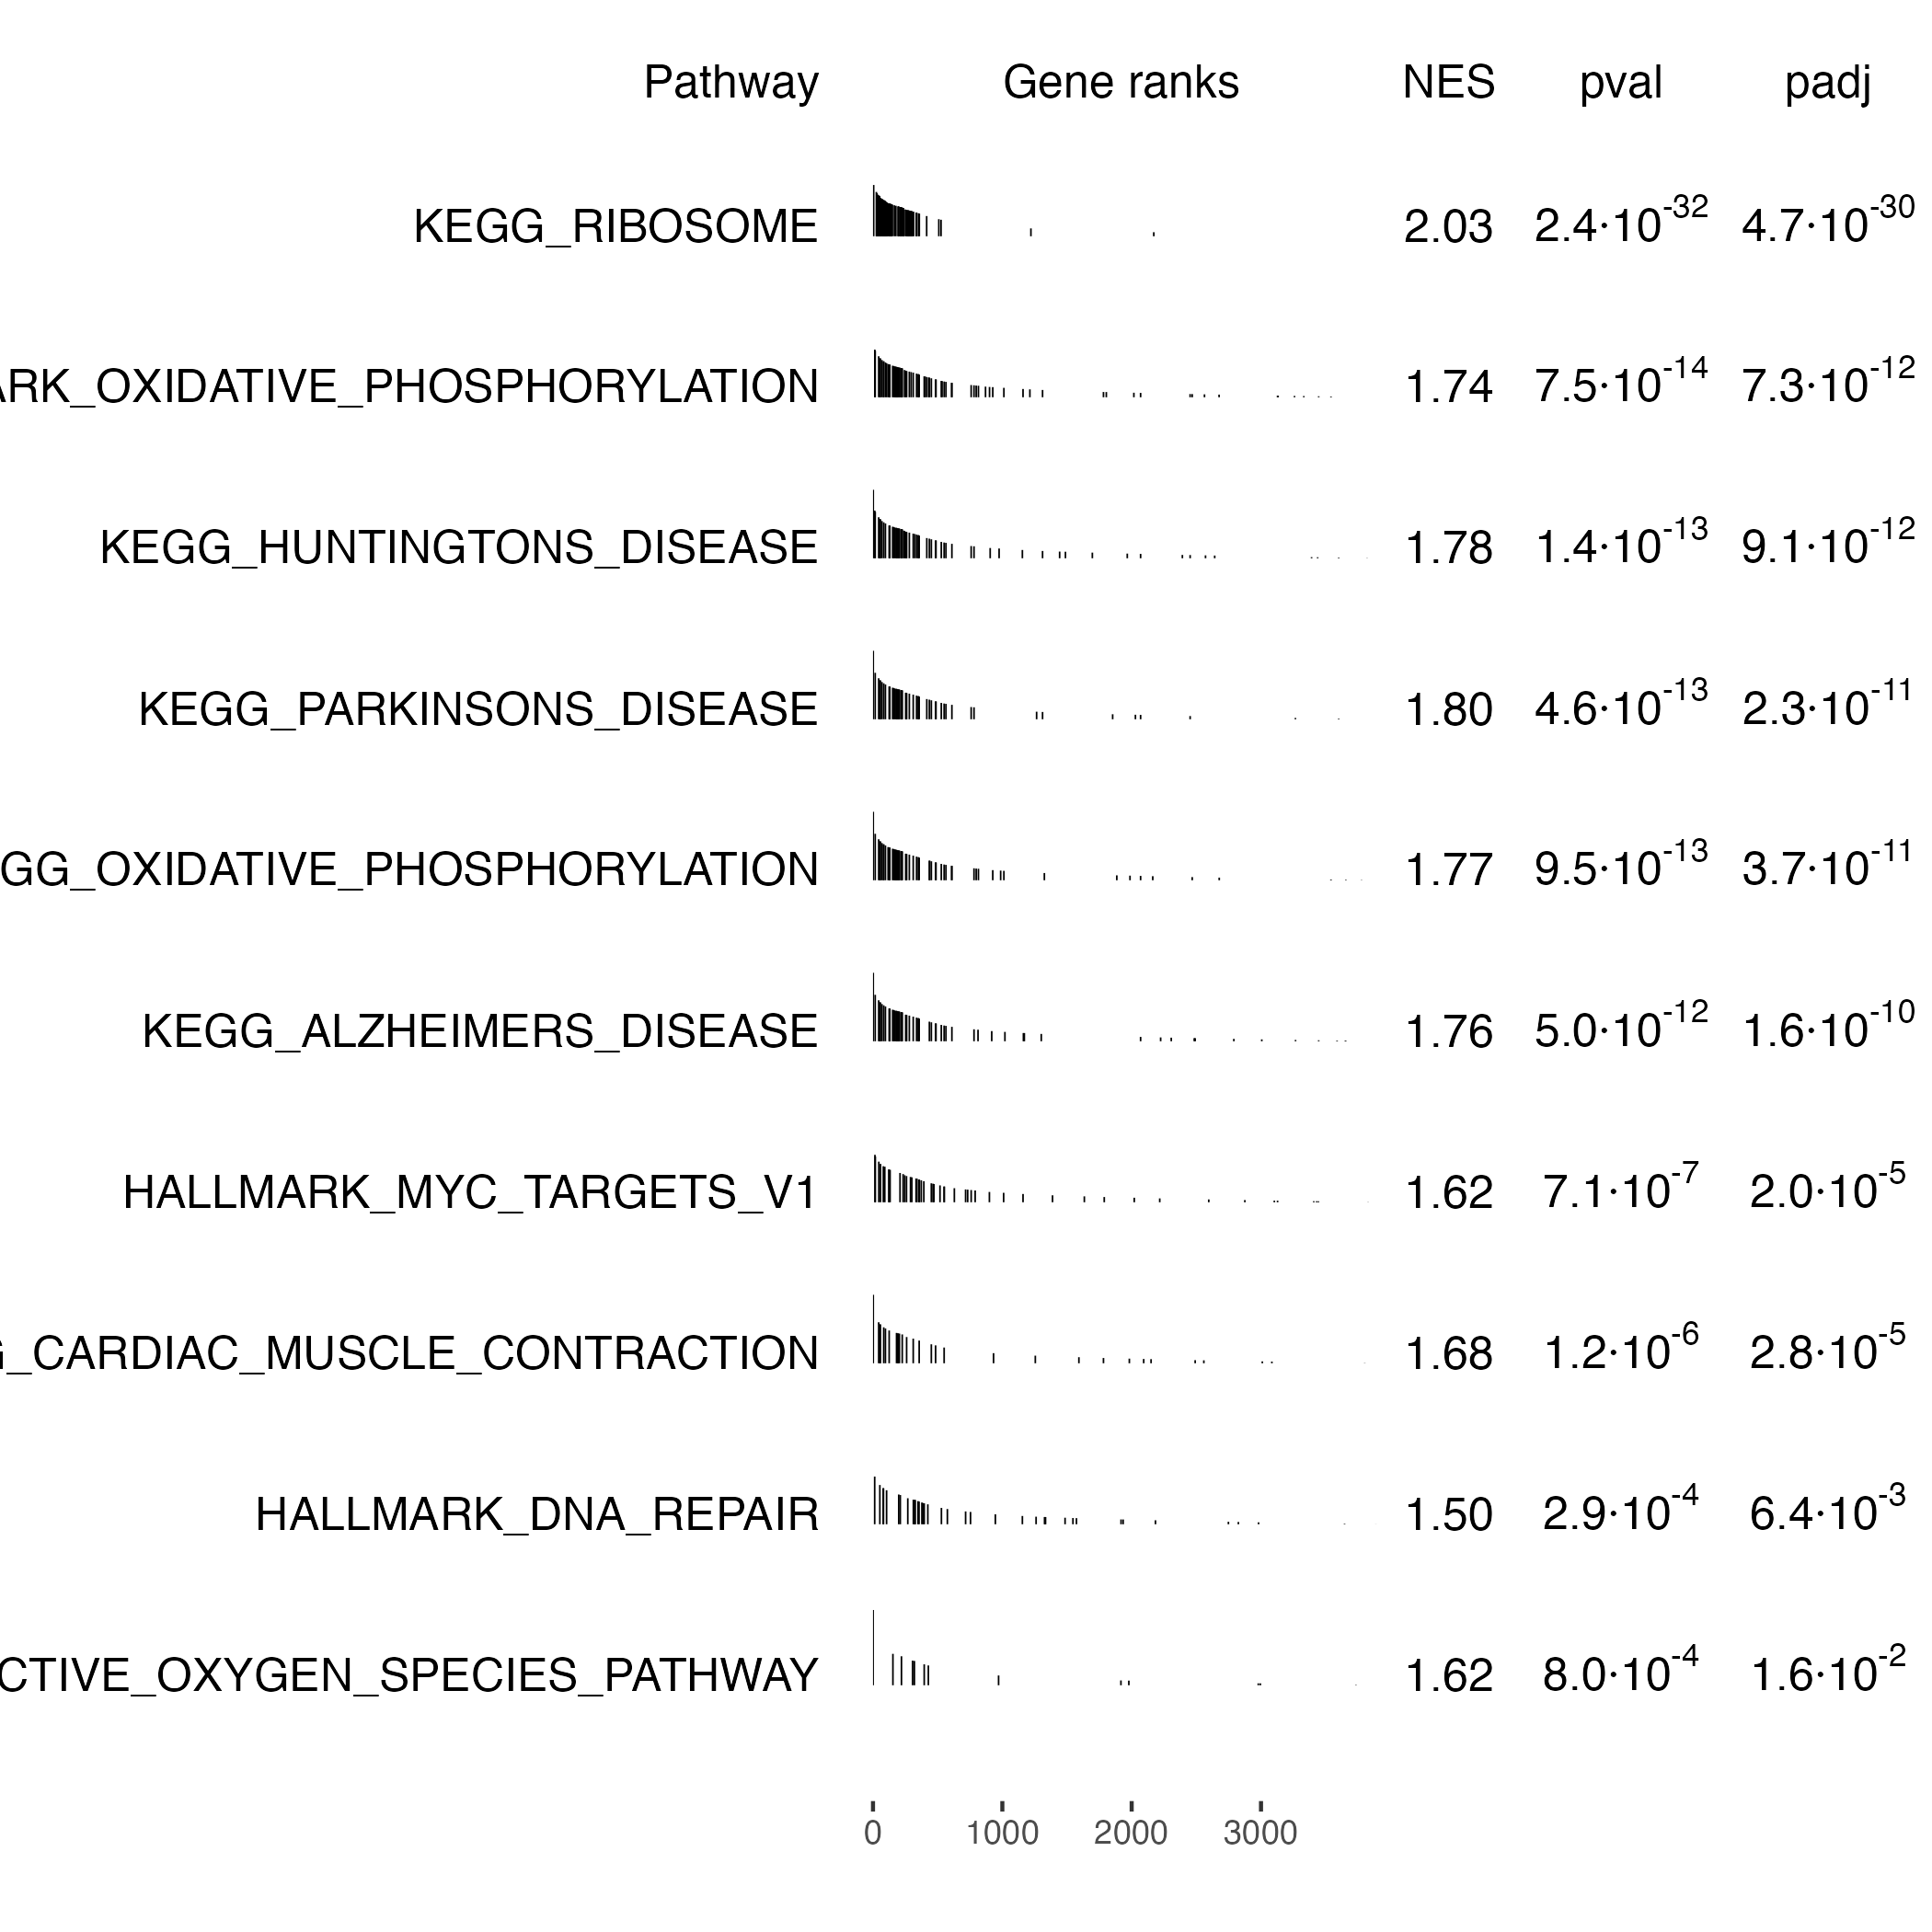 Pathway Gene ranks NES pval padj
KEGG_RIBOSOME 2.03 2.4·10^-32 4.7·10^-30
ARK_OXIDATIVE_PHOSPHORYLATION 1.74 7.5·10^-14 7.3·10^-12
KEGG_HUNTINGTONS_DISEASE 1.78 1.4·10^-13 9.1·10^-12
KEGG_PARKINSONS_DISEASE 1.80 4.6·10^-13 2.3·10^-11
GG_OXIDATIVE_PHOSPHORYLATION 1.77 9.5·10^-13 3.7·10^-11
KEGG_ALZHEIMERS_DISEASE 1.76 5.0·10^-12 1.6·10^-10
HALLMARK_MYC_TARGETS_V1 1.62 7.1·10^-7 2.0·10^-5
G_CARDIAC_MUSCLE_CONTRACTION 1.68 1.2·10^-6 2.8·10^-5
HALLMARK_DNA_REPAIR 1.50 2.9·10^-4 6.4·10^-3
CTIVE_OXYGEN_SPECIES_PATHWAY 1.62 8.0·10^-4 1.6·10^-2
0 1000 2000 3000